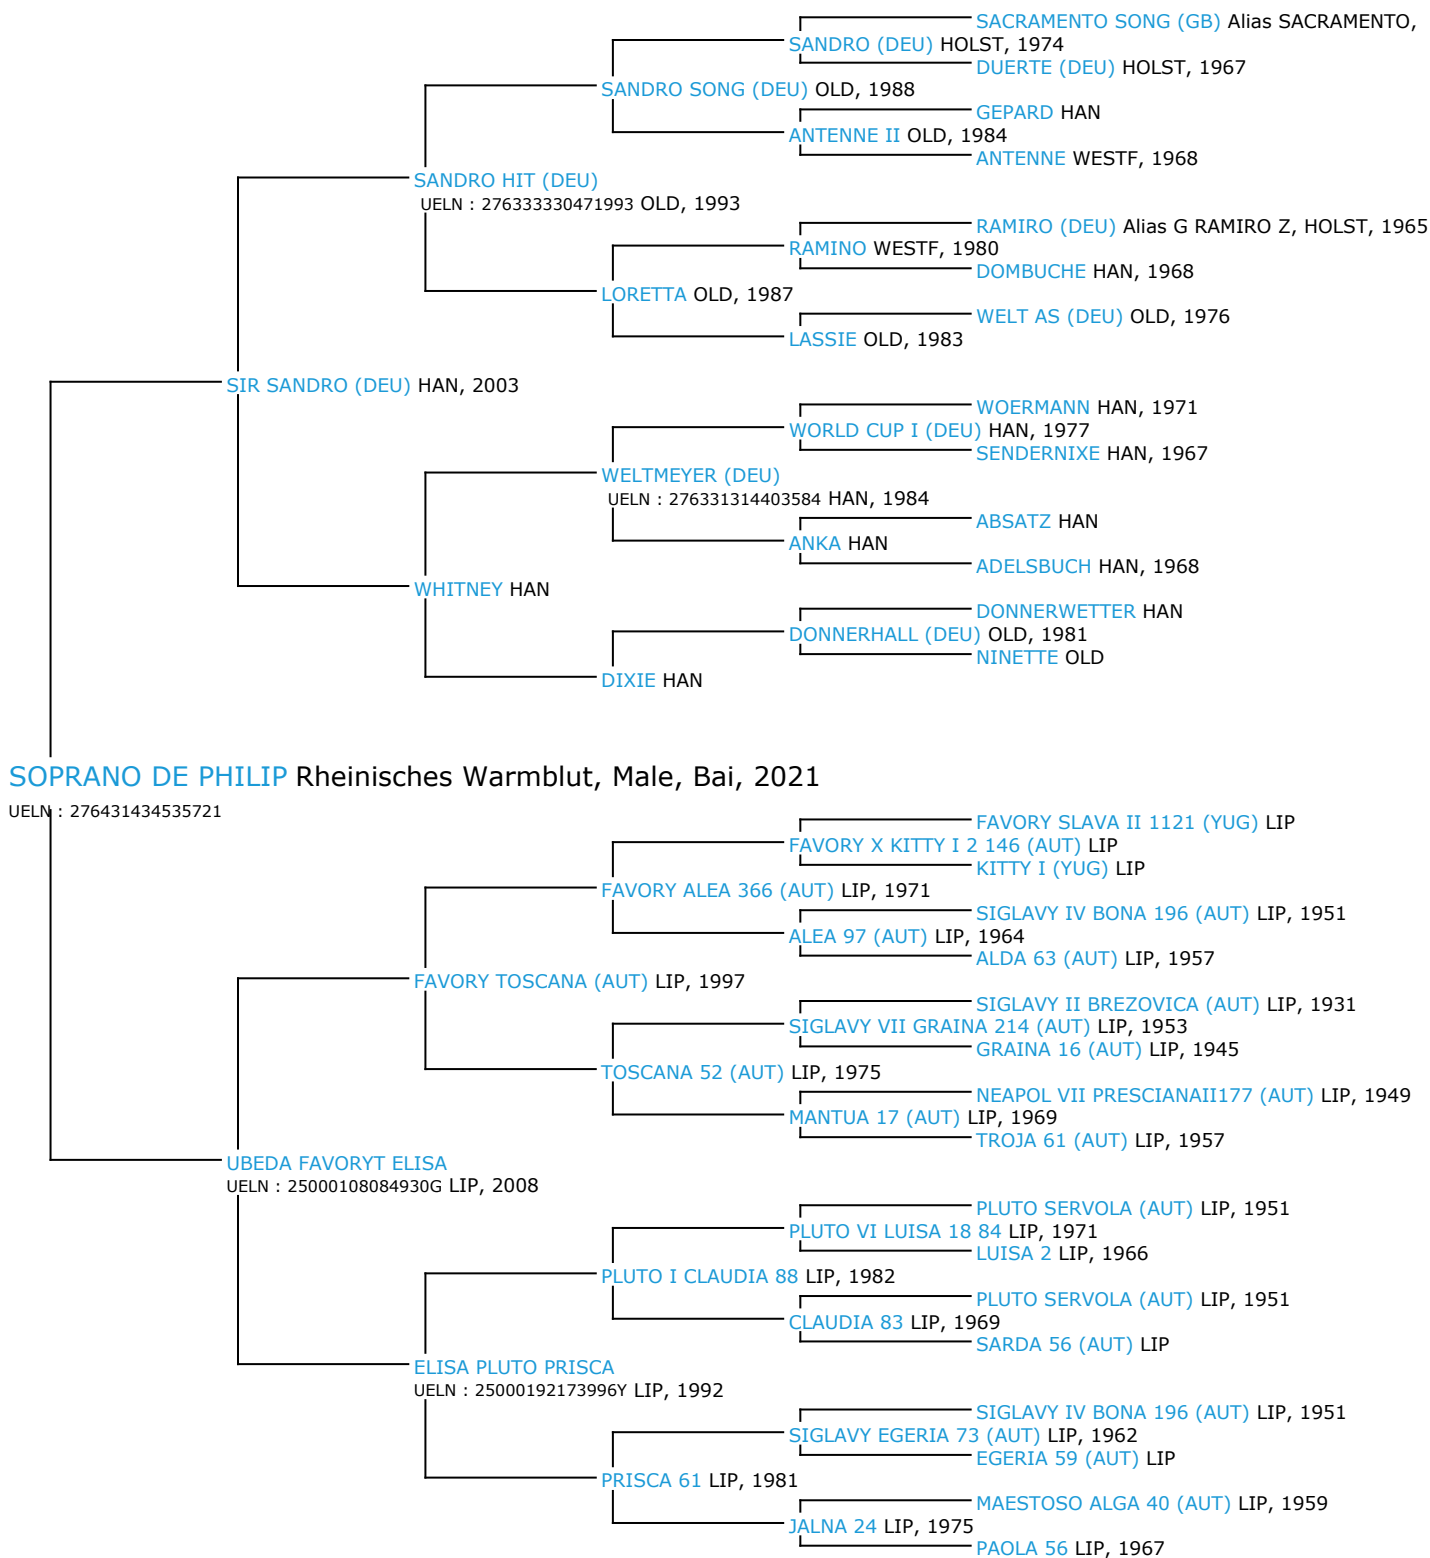 SACRAMENTO SONG (GB) Alias SACRAMENTO,
SANDRO (DEU) HOLST, 1974
DUERTE (DEU) HOLST, 1967
SANDRO SONG (DEU) OLD, 1988
GEPARD HAN
ANTENNE II OLD, 1984
ANTENNE WESTF, 1968
SANDRO HIT (DEU)
UELN : 276333330471993 OLD, 1993
RAMIRO (DEU) Alias G RAMIRO Z, HOLST, 1965
RAMINO WESTF, 1980
DOMBUCHE HAN, 1968
LORETTA OLD, 1987
WELT AS (DEU) OLD, 1976
LASSIE OLD, 1983
SIR SANDRO (DEU) HAN, 2003
WOERMANN HAN, 1971
WORLD CUP I (DEU) HAN, 1977
SENDERNIXE HAN, 1967
WELTMEYER (DEU)
UELN : 276331314403584 HAN, 1984
ABSATZ HAN
ANKA HAN
ADELSBUCH HAN, 1968
WHITNEY HAN
DONNERWETTER HAN
DONNERHALL (DEU) OLD, 1981
NINETTE OLD
DIXIE HAN
SOPRANO DE PHILIP Rheinisches Warmblut, Male, Bai, 2021
UELN : 276431434535721
FAVORY SLAVA II 1121 (YUG) LIP
FAVORY X KITTY I 2 146 (AUT) LIP
KITTY I (YUG) LIP
FAVORY ALEA 366 (AUT) LIP, 1971
SIGLAVY IV BONA 196 (AUT) LIP, 1951
ALEA 97 (AUT) LIP, 1964
ALDA 63 (AUT) LIP, 1957
FAVORY TOSCANA (AUT) LIP, 1997
SIGLAVY II BREZOVICA (AUT) LIP, 1931
SIGLAVY VII GRAINA 214 (AUT) LIP, 1953
GRAINA 16 (AUT) LIP, 1945
TOSCANA 52 (AUT) LIP, 1975
NEAPOL VII PRESCIANAII177 (AUT) LIP, 1949
MANTUA 17 (AUT) LIP, 1969
TROJA 61 (AUT) LIP, 1957
UBEDA FAVORYT ELISA
UELN : 25000108084930G LIP, 2008
PLUTO SERVOLA (AUT) LIP, 1951
PLUTO VI LUISA 18 84 LIP, 1971
LUISA 2 LIP, 1966
PLUTO I CLAUDIA 88 LIP, 1982
PLUTO SERVOLA (AUT) LIP, 1951
CLAUDIA 83 LIP, 1969
SARDA 56 (AUT) LIP
ELISA PLUTO PRISCA
UELN : 25000192173996Y LIP, 1992
SIGLAVY IV BONA 196 (AUT) LIP, 1951
SIGLAVY EGERIA 73 (AUT) LIP, 1962
EGERIA 59 (AUT) LIP
PRISCA 61 LIP, 1981
MAESTOSO ALGA 40 (AUT) LIP, 1959
JALNA 24 LIP, 1975
PAOLA 56 LIP, 1967